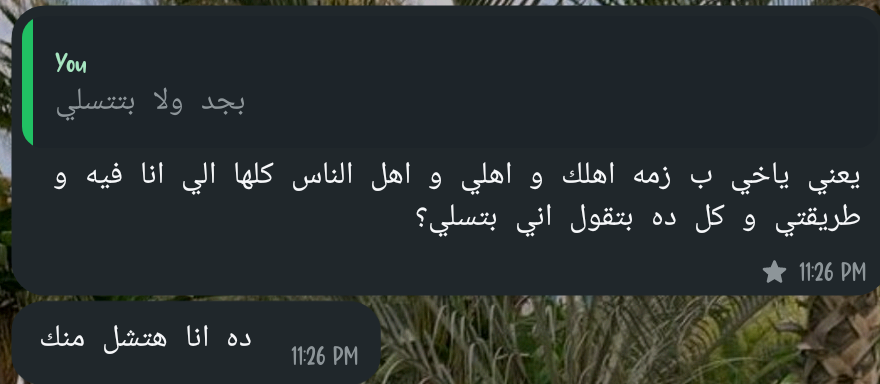 You
بجد ولا بتتسلي
يعني ياخي ب زمه اهلك و اهلي و اهل الناس كلها الي انا فيه و
طريقتي و كل ده بتقول اني بتسلي؟
★ 11:26 PM
ده انا هتشل منك
11:26 PM